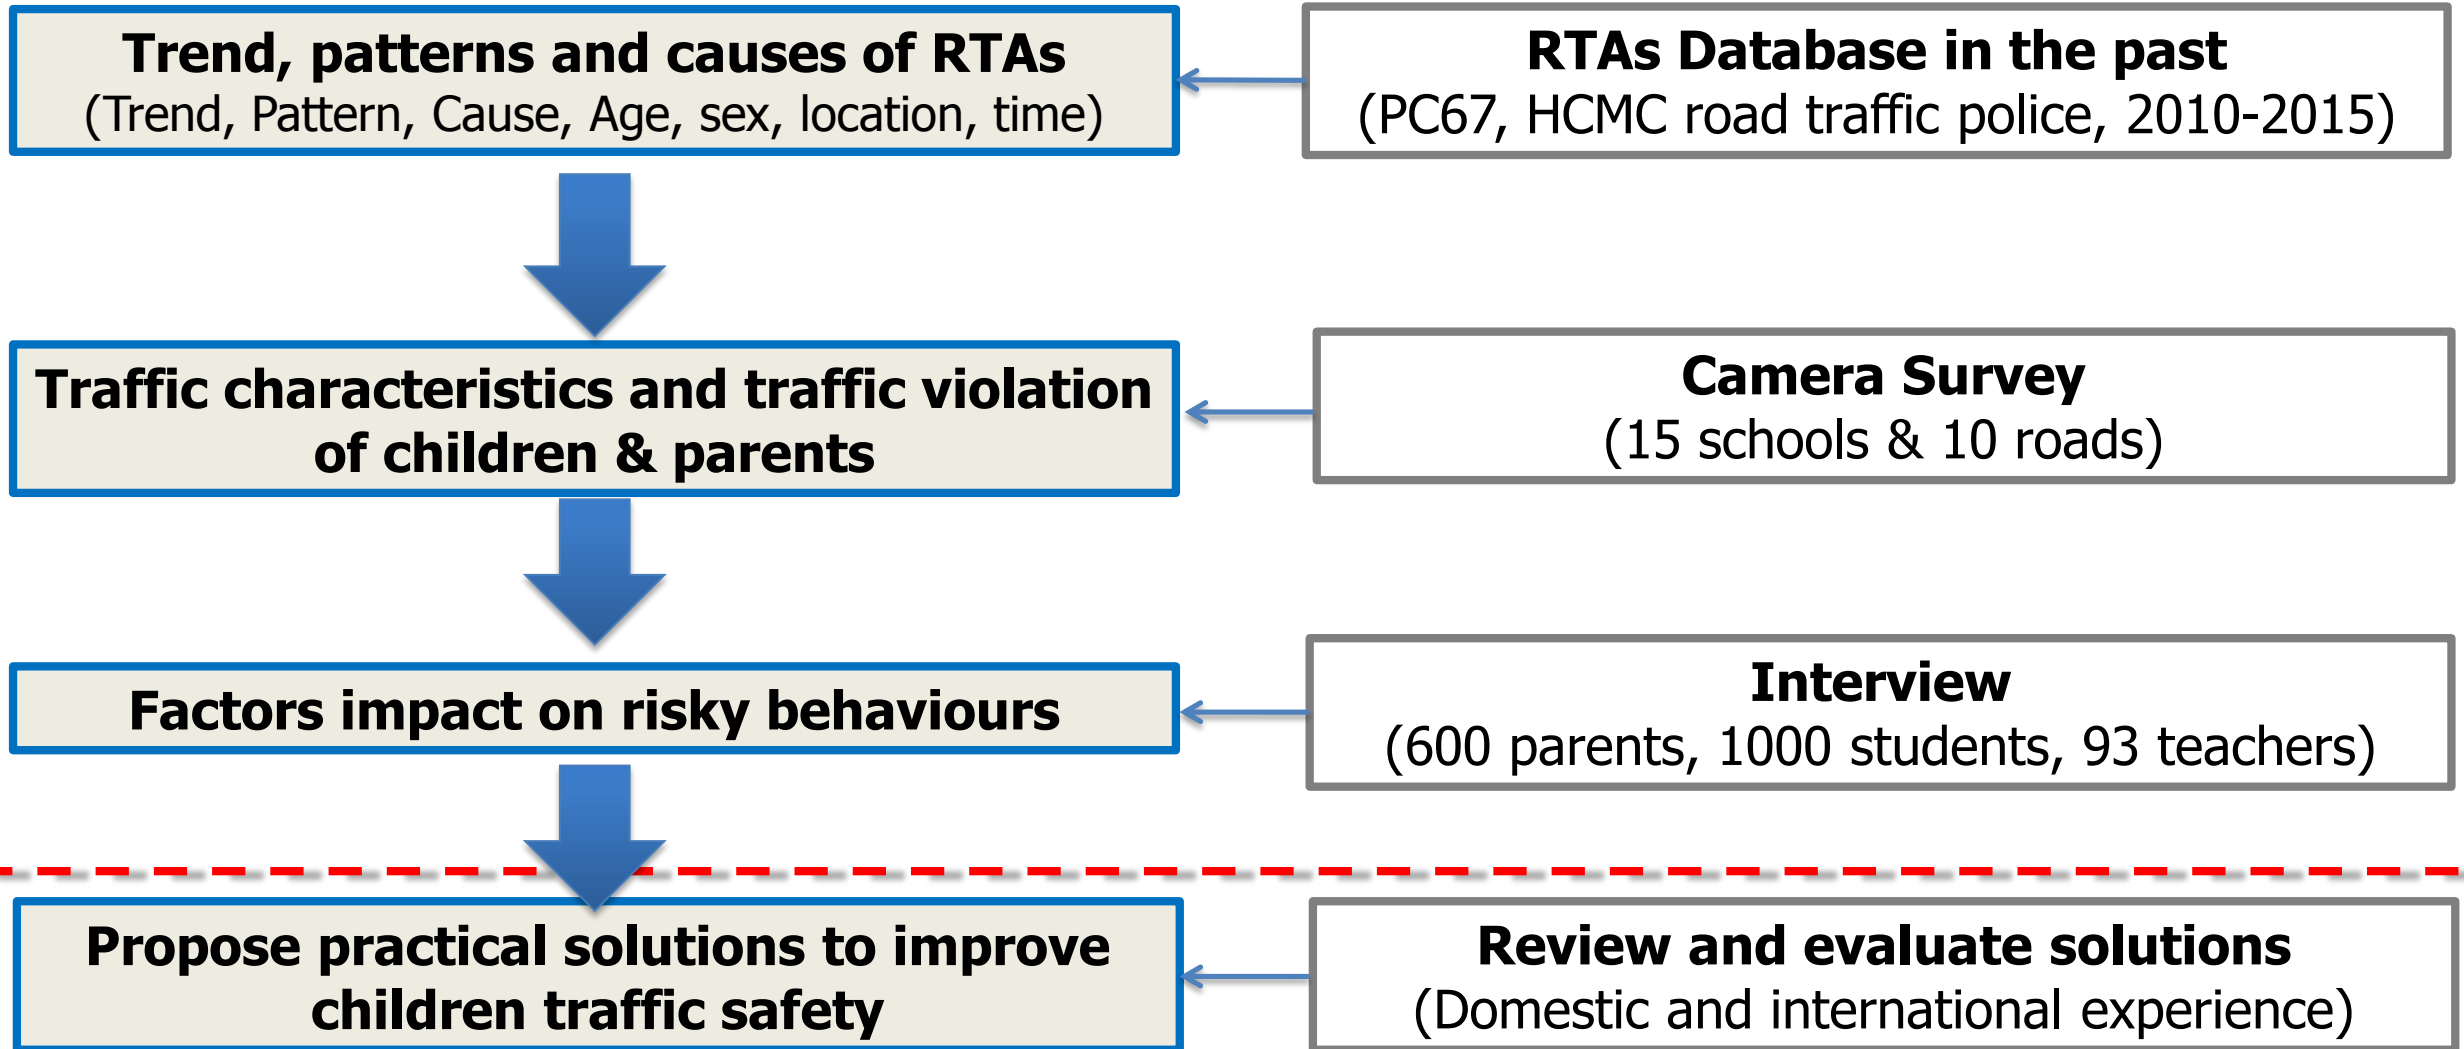 Trend, patterns and causes of RTAs
(Trend, Pattern, Cause, Age, sex, location, time)
RTAs Database in the past
(PC67, HCMC road traffic police, 2010-2015)
Traffic characteristics and traffic violation
of children & parents
Camera Survey
(15 schools & 10 roads)
Factors impact on risky behaviours
Interview
(600 parents, 1000 students, 93 teachers)
Propose practical solutions to improve
children traffic safety
Review and evaluate solutions
(Domestic and international experience)